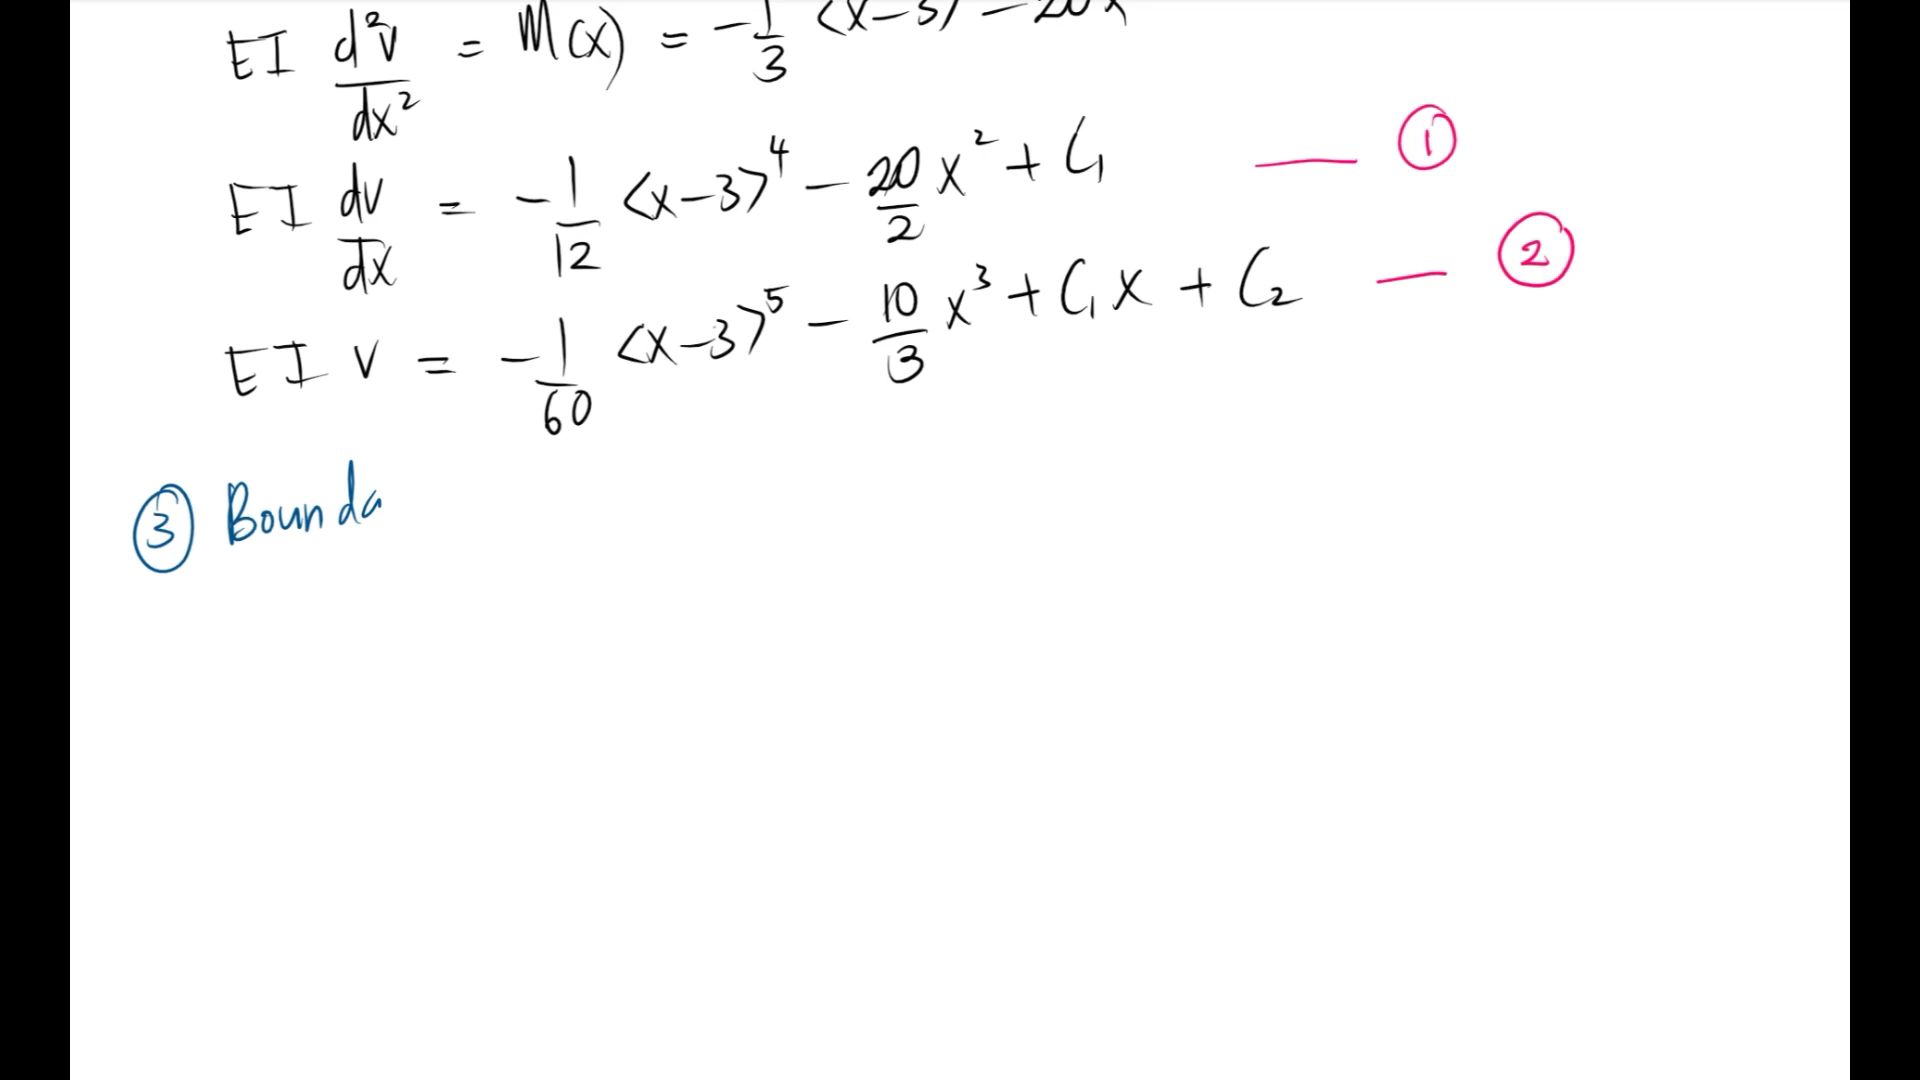 EI d²v/dx² = M(x) = -1/3 <x-3> - 20x
EI dv/dx = -1/12 <x-3>⁴ - 20/2 x² + C₁ — ①
EI v = -1/60 <x-3>⁵ - 10/3 x³ + C₁x + C₂ — ②
③ Bounda